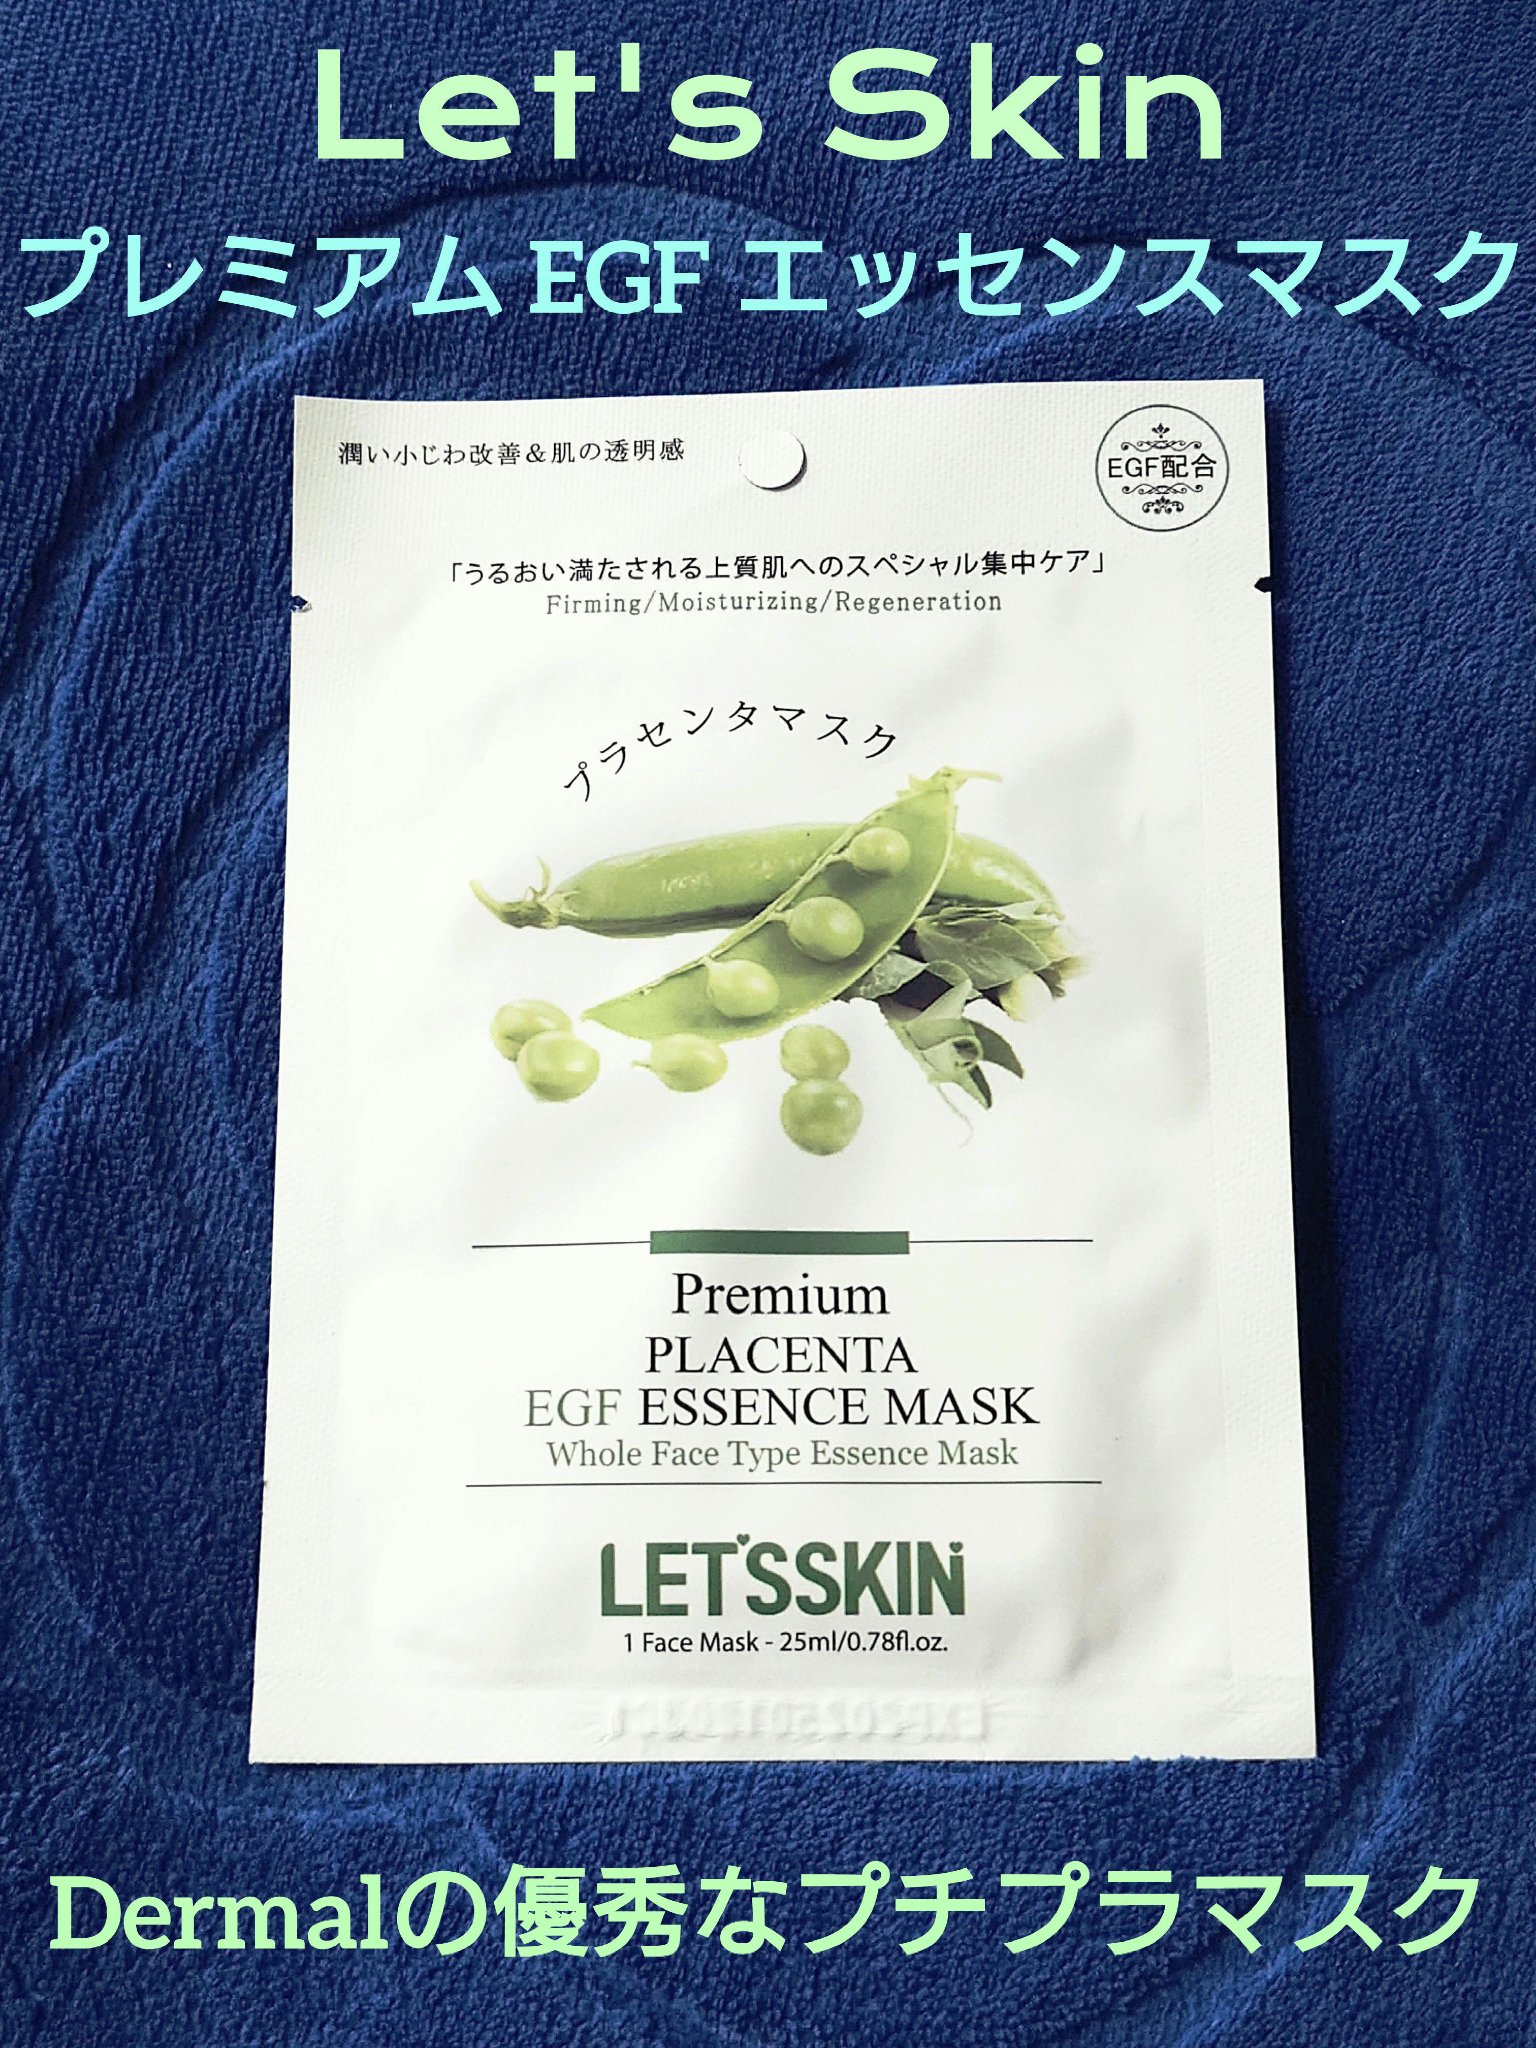 Let's Skin
プレミアム EGF エッセンスマスク
潤い小じわ改善&肌の透明感
EGF配合
「うるおい満たされる上質肌へのスペシャル集中ケア」
Firming/Moisturizing/Regeneration
プラセンタマスク
Premium
PLACENTA
EGF ESSENCE MASK
Whole Face Type Essence Mask
LET'SSKIN
1 Face Mask - 25ml/0.78fl.oz.
Dermalの優秀なプチプラマスク